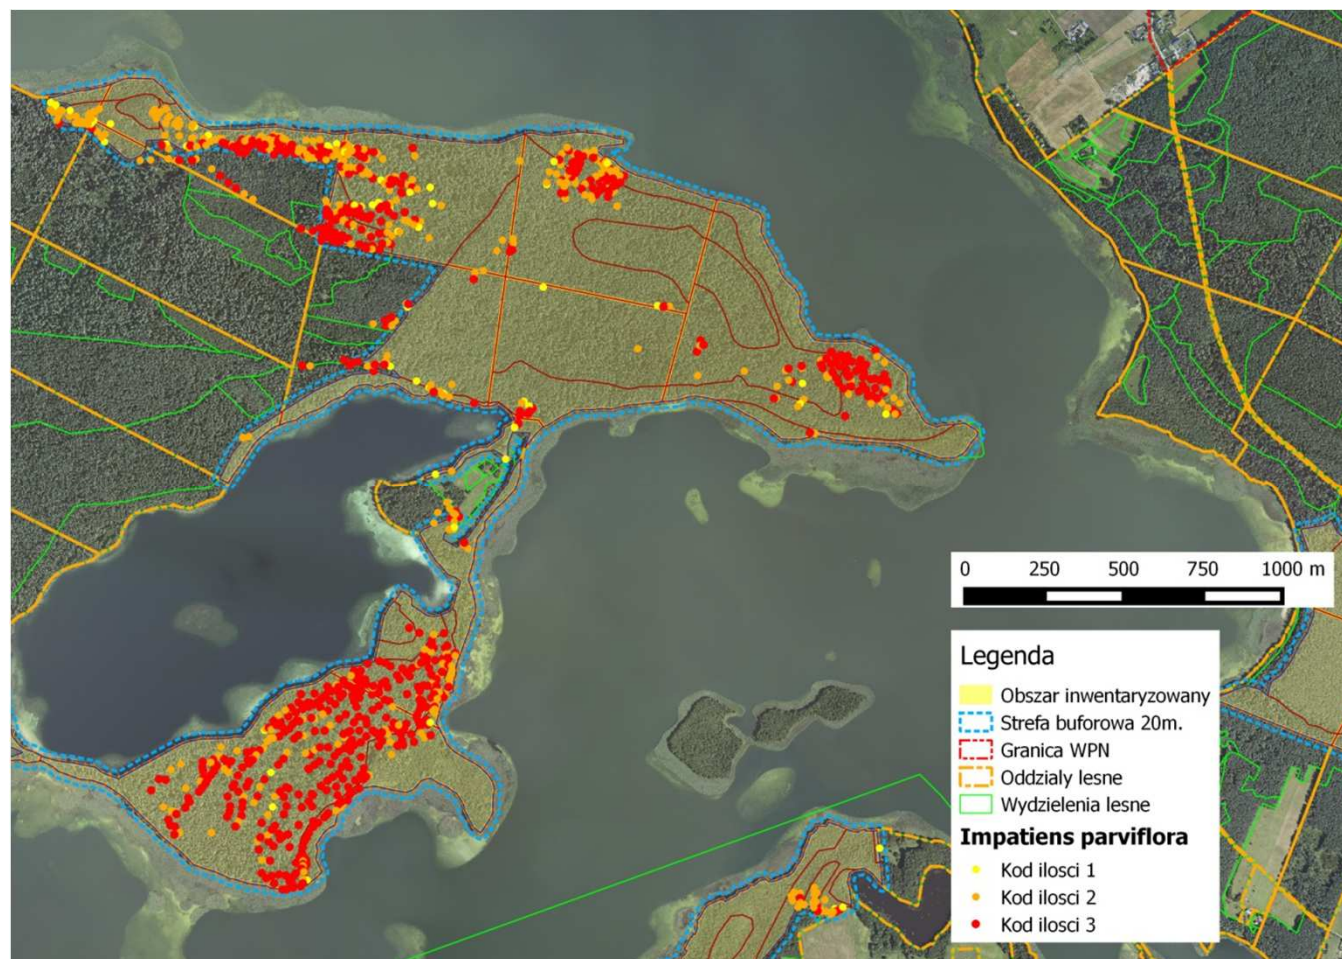 0 250 500 750 1000 m
Legenda
Obszar inwentaryzowany
Strefa buforowa 20m.
Granica WPN
Oddzialy lesne
Wydzielenia lesne
Impatiens parviflora
Kod ilosci 1
Kod ilosci 2
Kod ilosci 3